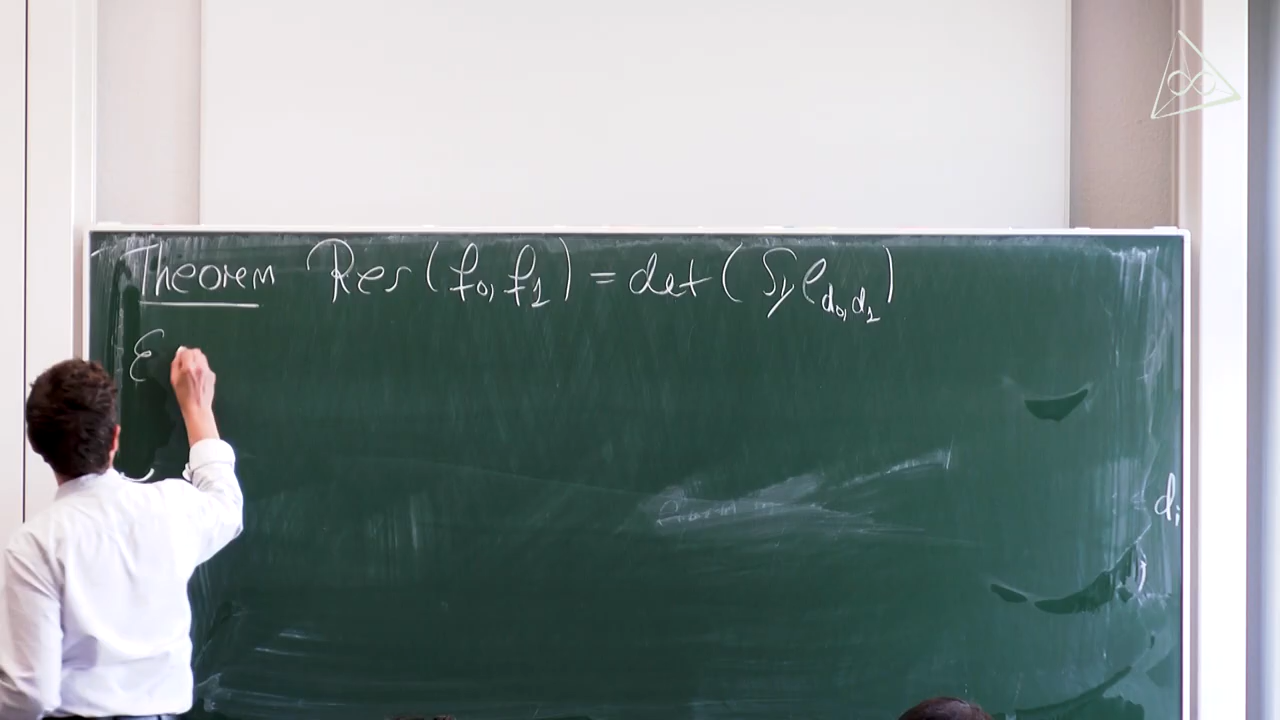 Theorem Res(f₀, f₁) = det(Syl_{d₀,d₁})
E
dᵢ